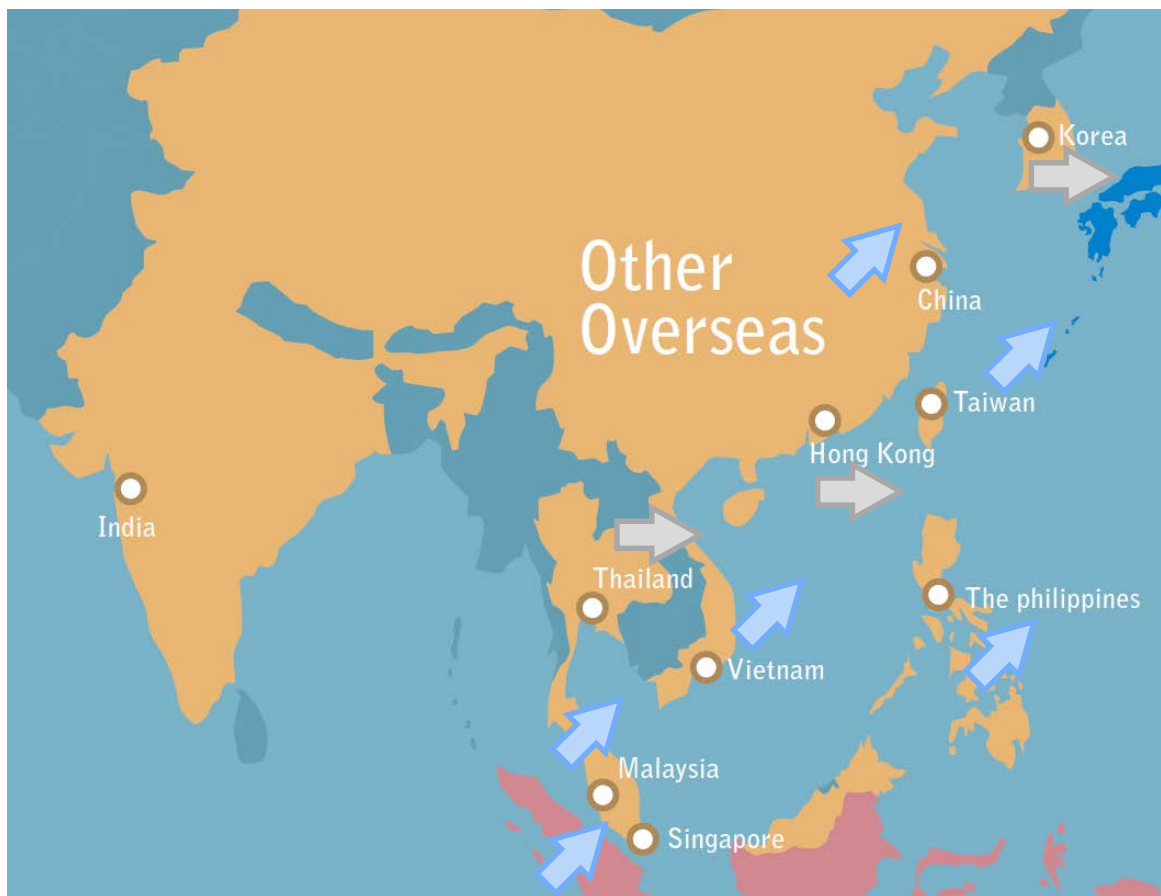 Korea
Other
Overseas
China
Taiwan
Hong Kong
India
Thailand
The philippines
Vietnam
Malaysia
Singapore